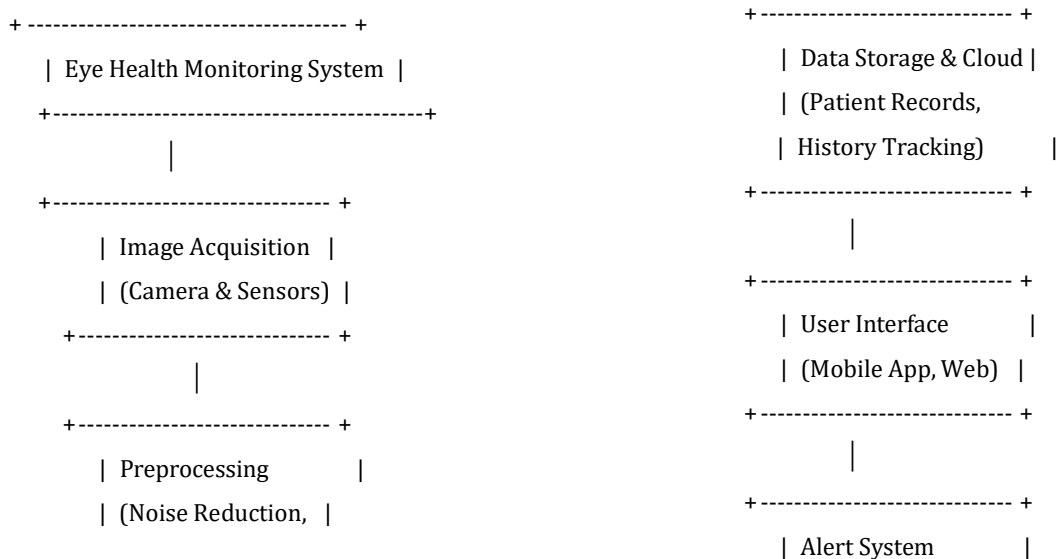 + ------------------------------------- +
| Eye Health Monitoring System |
+-------------------------------------------+
|
+--------------------------------- +
| Image Acquisition |
| (Camera & Sensors) |
+------------------------------ +
|
+------------------------------ +
| Preprocessing |
| (Noise Reduction, |
+------------------------------ +
| Data Storage & Cloud |
| (Patient Records,
| History Tracking) |
+------------------------------ +
|
+------------------------------ +
| User Interface |
| (Mobile App, Web) |
+------------------------------ +
|
+------------------------------ +
| Alert System |